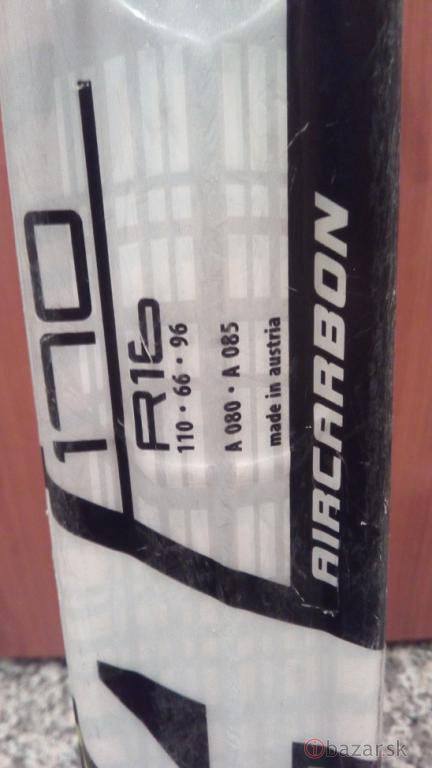 170
R16
110 • 66 • 96
A 080 • A 085
made in austria
AIRCARBON
bazar.sk